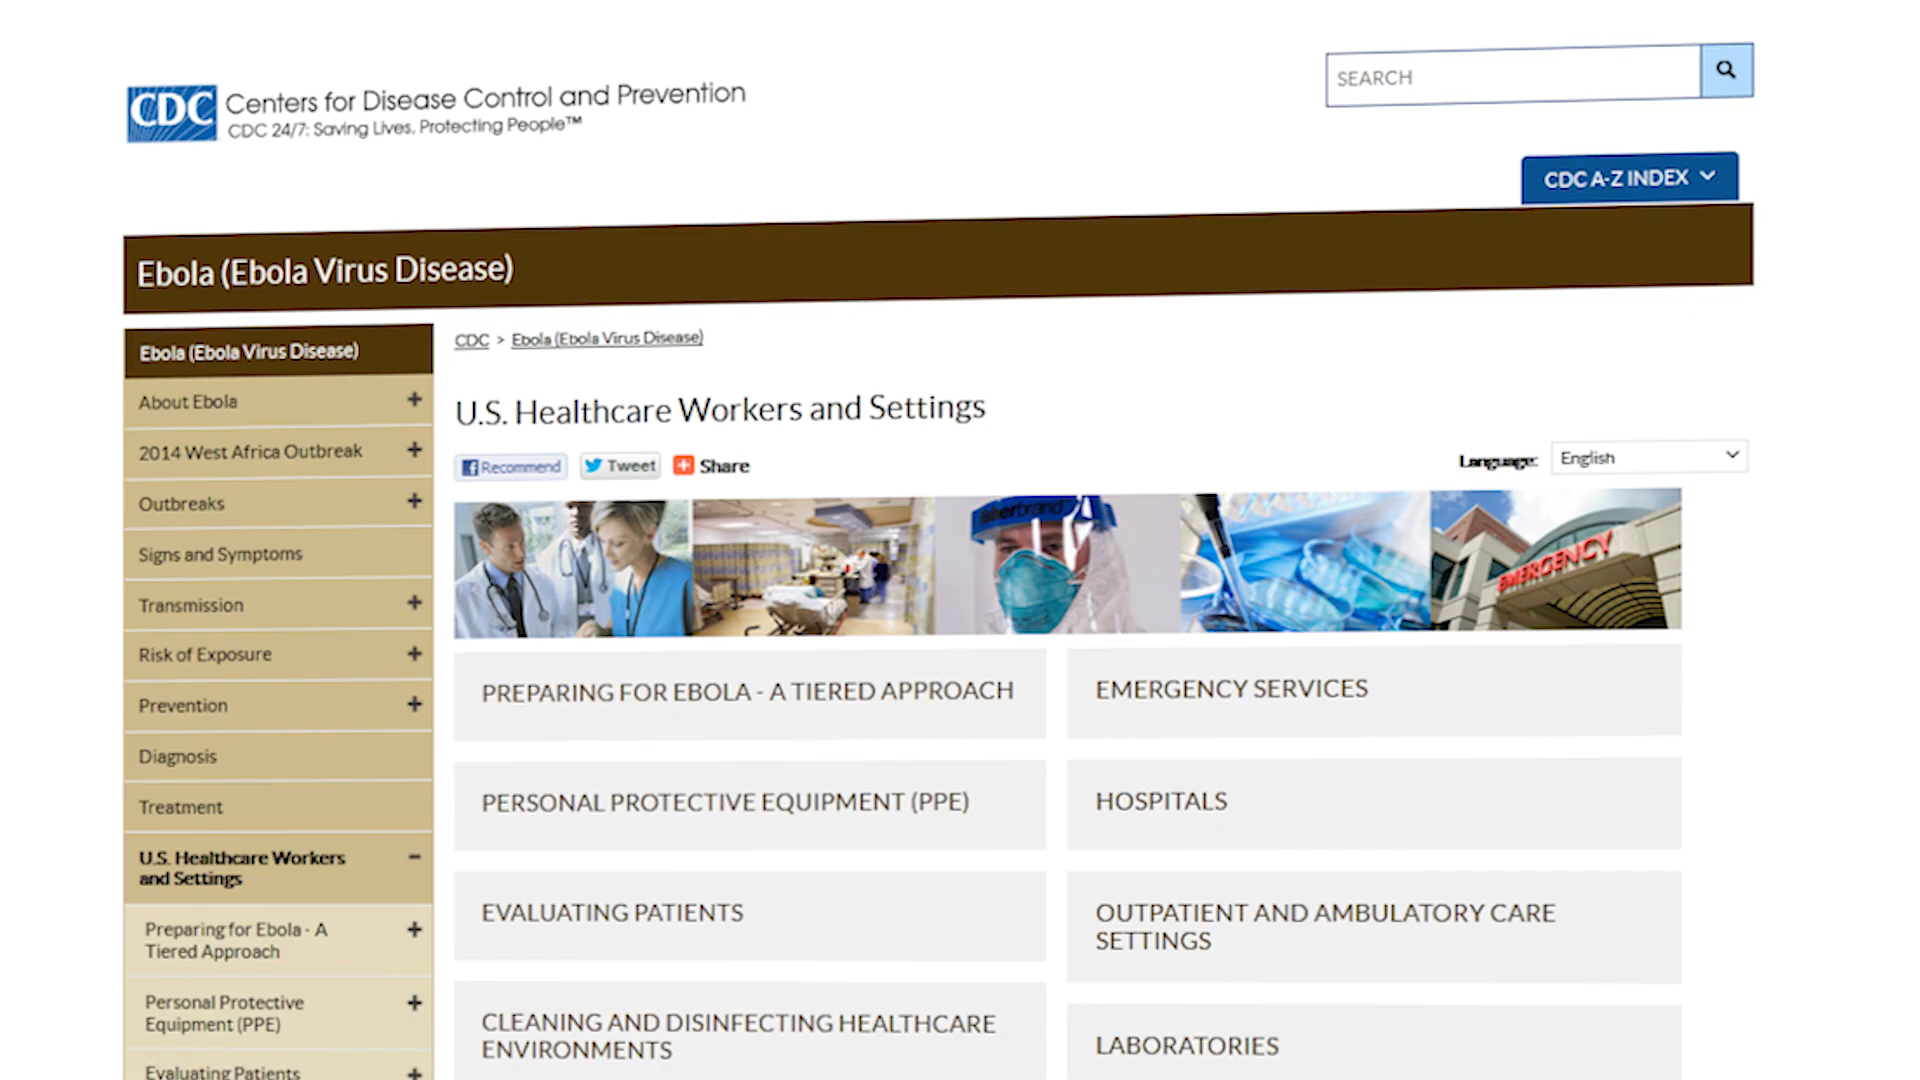 CDC Centers for Disease Control and Prevention
CDC 24/7: Saving Lives. Protecting People™
SEARCH
CDC A-Z INDEX
Ebola (Ebola Virus Disease)
Ebola (Ebola Virus Disease)
About Ebola
2014 West Africa Outbreak
Outbreaks
Signs and Symptoms
Transmission
Risk of Exposure
Prevention
Diagnosis
Treatment
U.S. Healthcare Workers
and Settings
Preparing for Ebola - A
Tiered Approach
Personal Protective
Equipment (PPE)
Evaluating Patients
CDC > Ebola (Ebola Virus Disease)
U.S. Healthcare Workers and Settings
Recommend Tweet Share
Language: English
EMERGENCY
PREPARING FOR EBOLA - A TIERED APPROACH
EMERGENCY SERVICES
PERSONAL PROTECTIVE EQUIPMENT (PPE)
HOSPITALS
EVALUATING PATIENTS
OUTPATIENT AND AMBULATORY CARE
SETTINGS
CLEANING AND DISINFECTING HEALTHCARE
ENVIRONMENTS
LABORATORIES